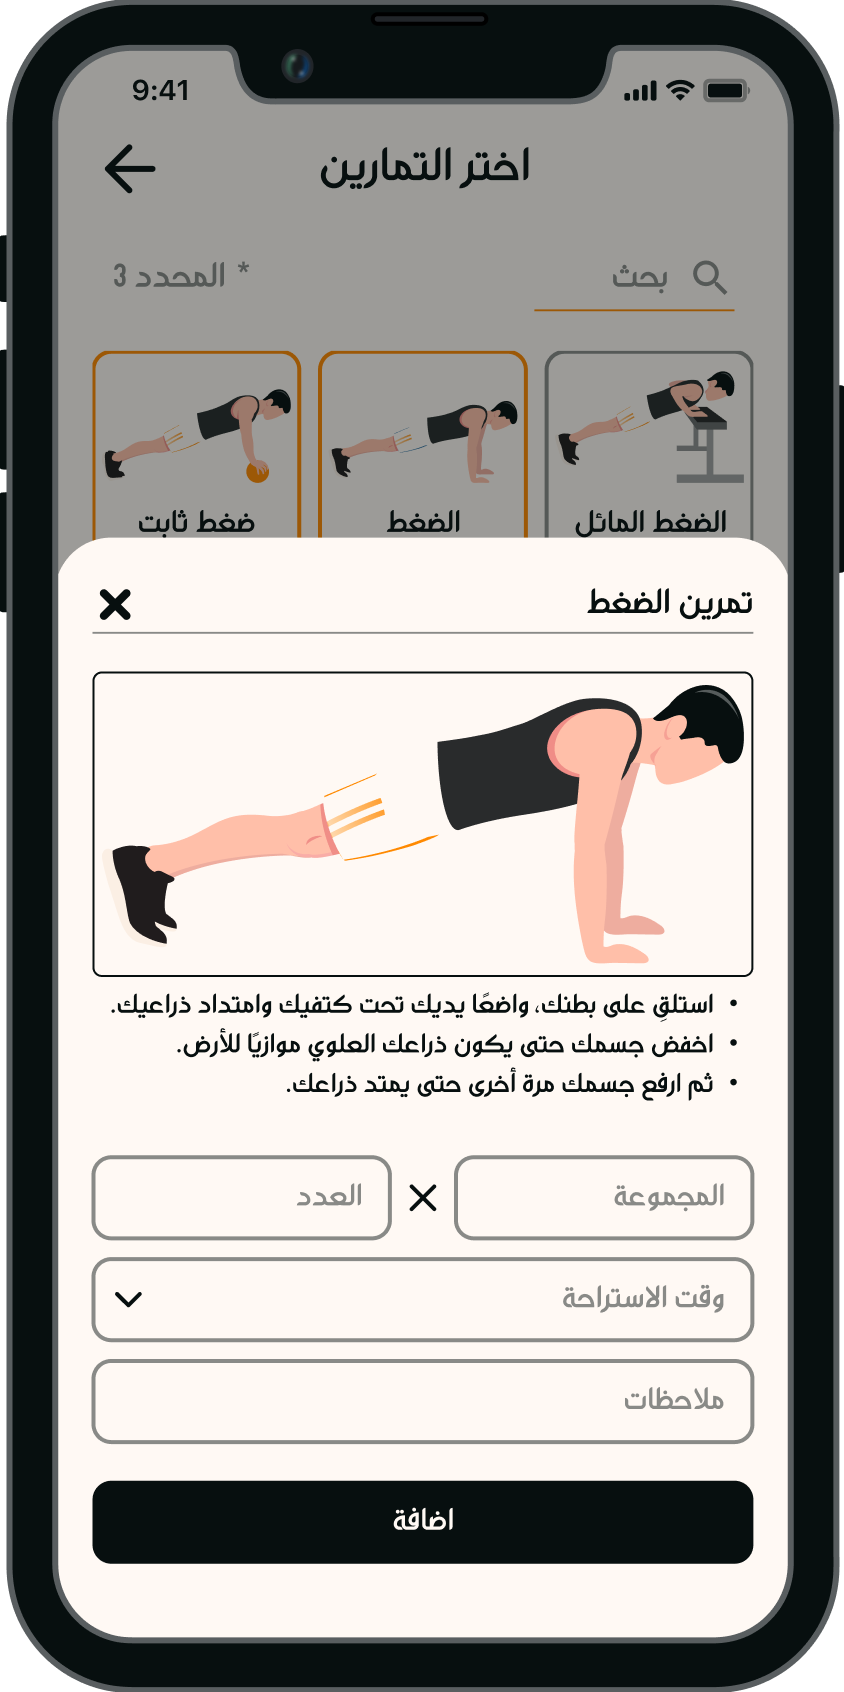 9:41
اختر التمارين
بحث
* المحدد 3
الضغط المائل
الضغط
ضغط ثابت
تمرين الضغط
• استلقِ على بطنك، واضعًا يديك تحت كتفيك وامتداد ذراعيك.
• اخفض جسمك حتى يكون ذراعك العلوي موازيًا للأرض.
• ثم ارفع جسمك مرة أخرى حتى يمتد ذراعك.
المجموعة
العدد
وقت الاستراحة
ملاحظات
اضافة